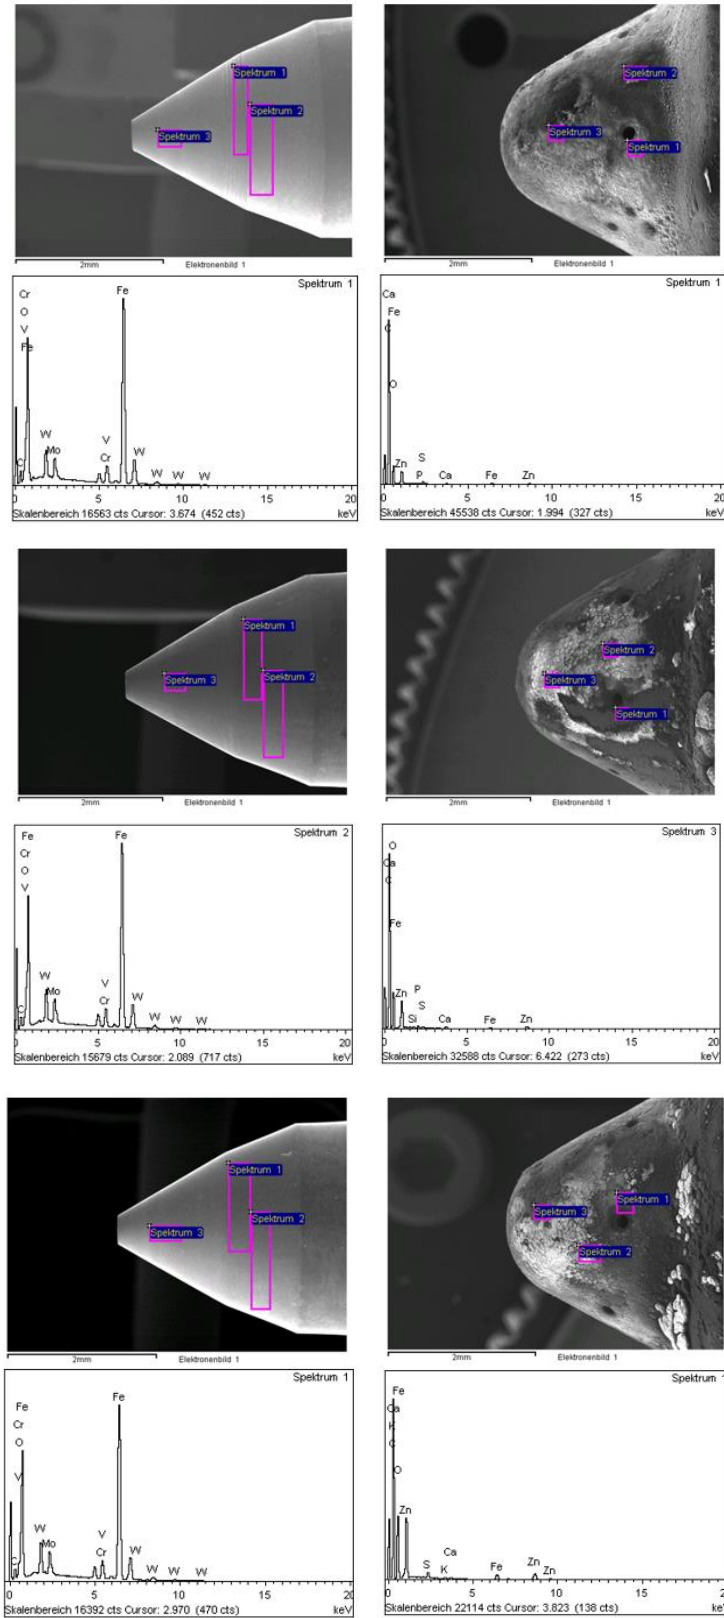 Spektrum 1
Spektrum 2
Spektrum 3
2mm Elektronenbild 1
Spektrum 2
Spektrum 3
Spektrum 1
2mm Elektronenbild 1
Spektrum 1
Cr
Fe
O
V
Fe
W
Mo
V
Cr
C
W
W
W
W
0 5 10 15 20
Skalenbereich 16563 cts Cursor: 3.674 (452 cts) keV
Spektrum 1
Ca
Fe
C
O
S
Zn
P
Ca
Fe
Zn
0 5 10 15 20
Skalenbereich 45538 cts Cursor: 1.994 (327 cts) keV
Spektrum 1
Spektrum 2
Spektrum 3
2mm Elektronenbild 1
Spektrum 2
Spektrum 3
Spektrum 1
2mm Elektronenbild 1
Spektrum 2
Fe
Fe
Cr
O
V
W
Mo
V
Cr
C
W
W
W
W
0 5 10 15 20
Skalenbereich 15679 cts Cursor: 2.089 (717 cts) keV
Spektrum 3
O
Ca
C
Fe
P
Zn
S
Si
Ca
Fe
Zn
0 5 10 15 20
Skalenbereich 32588 cts Cursor: 6.422 (273 cts) keV
Spektrum 1
Spektrum 2
Spektrum 3
2mm Elektronenbild 1
Spektrum 1
Spektrum 3
Spektrum 2
2mm Elektronenbild 1
Spektrum 1
Fe
Fe
Cr
O
V
W
Mo
V
Cr
C
W
W
W
W
0 5 10 15 20
Skalenbereich 16392 cts Cursor: 2.970 (470 cts) keV
Spektrum 1
Fe
Ca
K
C
O
Zn
Ca
S
K
Fe
Zn
Zn
0 5 10 15 20
Skalenbereich 22114 cts Cursor: 3.823 (138 cts) keV